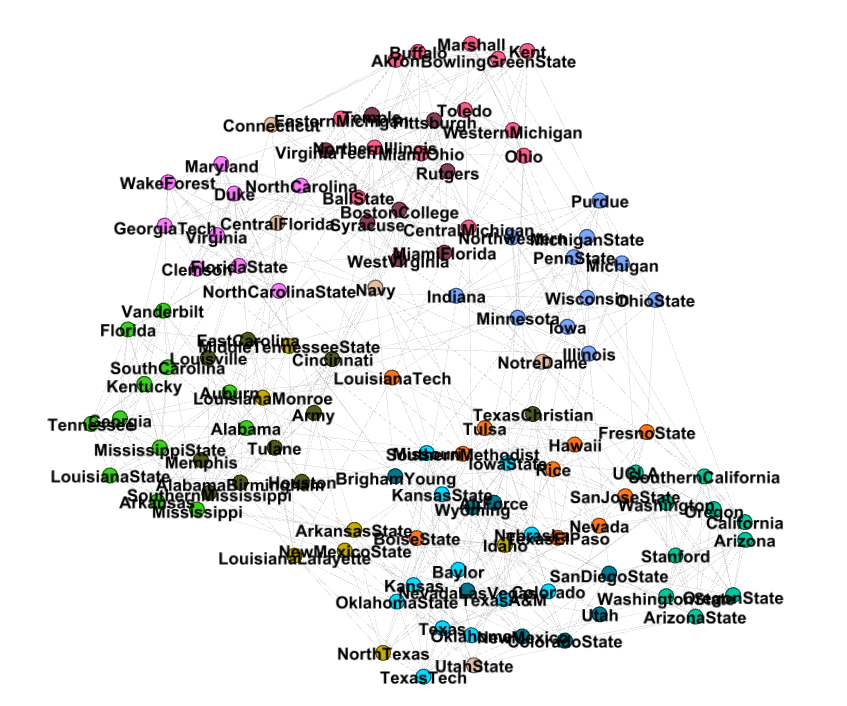 Marshall
Buffalo
Kent
Akron
BowlingGreenState
Toledo
Temple
EasternMichigan
Pittsburgh
Connecticut
WesternMichigan
NorthernIllinois
VirginiaTech
MiamiOhio
Ohio
Maryland
Rutgers
WakeForest
NorthCarolina
Duke
BallState
Purdue
BostonCollege
CentralFlorida
Syracuse
GeorgiaTech
CentralMichigan
Virginia
Northwestern
MichiganState
MiamiFlorida
PennState
WestVirginia
Michigan
FloridaState
Clemson
Navy
NorthCarolinaState
Indiana
Wisconsin
OhioState
Vanderbilt
Minnesota
Iowa
Florida
EastCarolina
MiddleTennesseeState
Illinois
Louisville
Cincinnati
NotreDame
SouthCarolina
LouisianaTech
Kentucky
Auburn
LouisianaMonroe
Army
TexasChristian
Georgia
Tennessee
Alabama
Tulsa
FresnoState
Hawaii
MississippiState
Tulane
Missouri
SouthernMethodist
Memphis
IowaState
Rice
UCLA
LouisianaState
BrighamYoung
SouthernCalifornia
AlabamaBirmingham
Houston
KansasState
SouthernMississippi
SanJoseState
Arkansas
AirForce
Washington
Wyoming
Oregon
Mississippi
California
Nevada
ArkansasState
BoiseState
Nebraska
TexasElPaso
Arizona
Idaho
NewMexicoState
LouisianaLafayette
Stanford
Baylor
SanDiegoState
Kansas
NevadaLasVegas
Colorado
OklahomaState
TexasA&M
WashingtonState
OregonState
Utah
ArizonaState
Texas
Oklahoma
NewMexico
ColoradoState
NorthTexas
UtahState
TexasTech